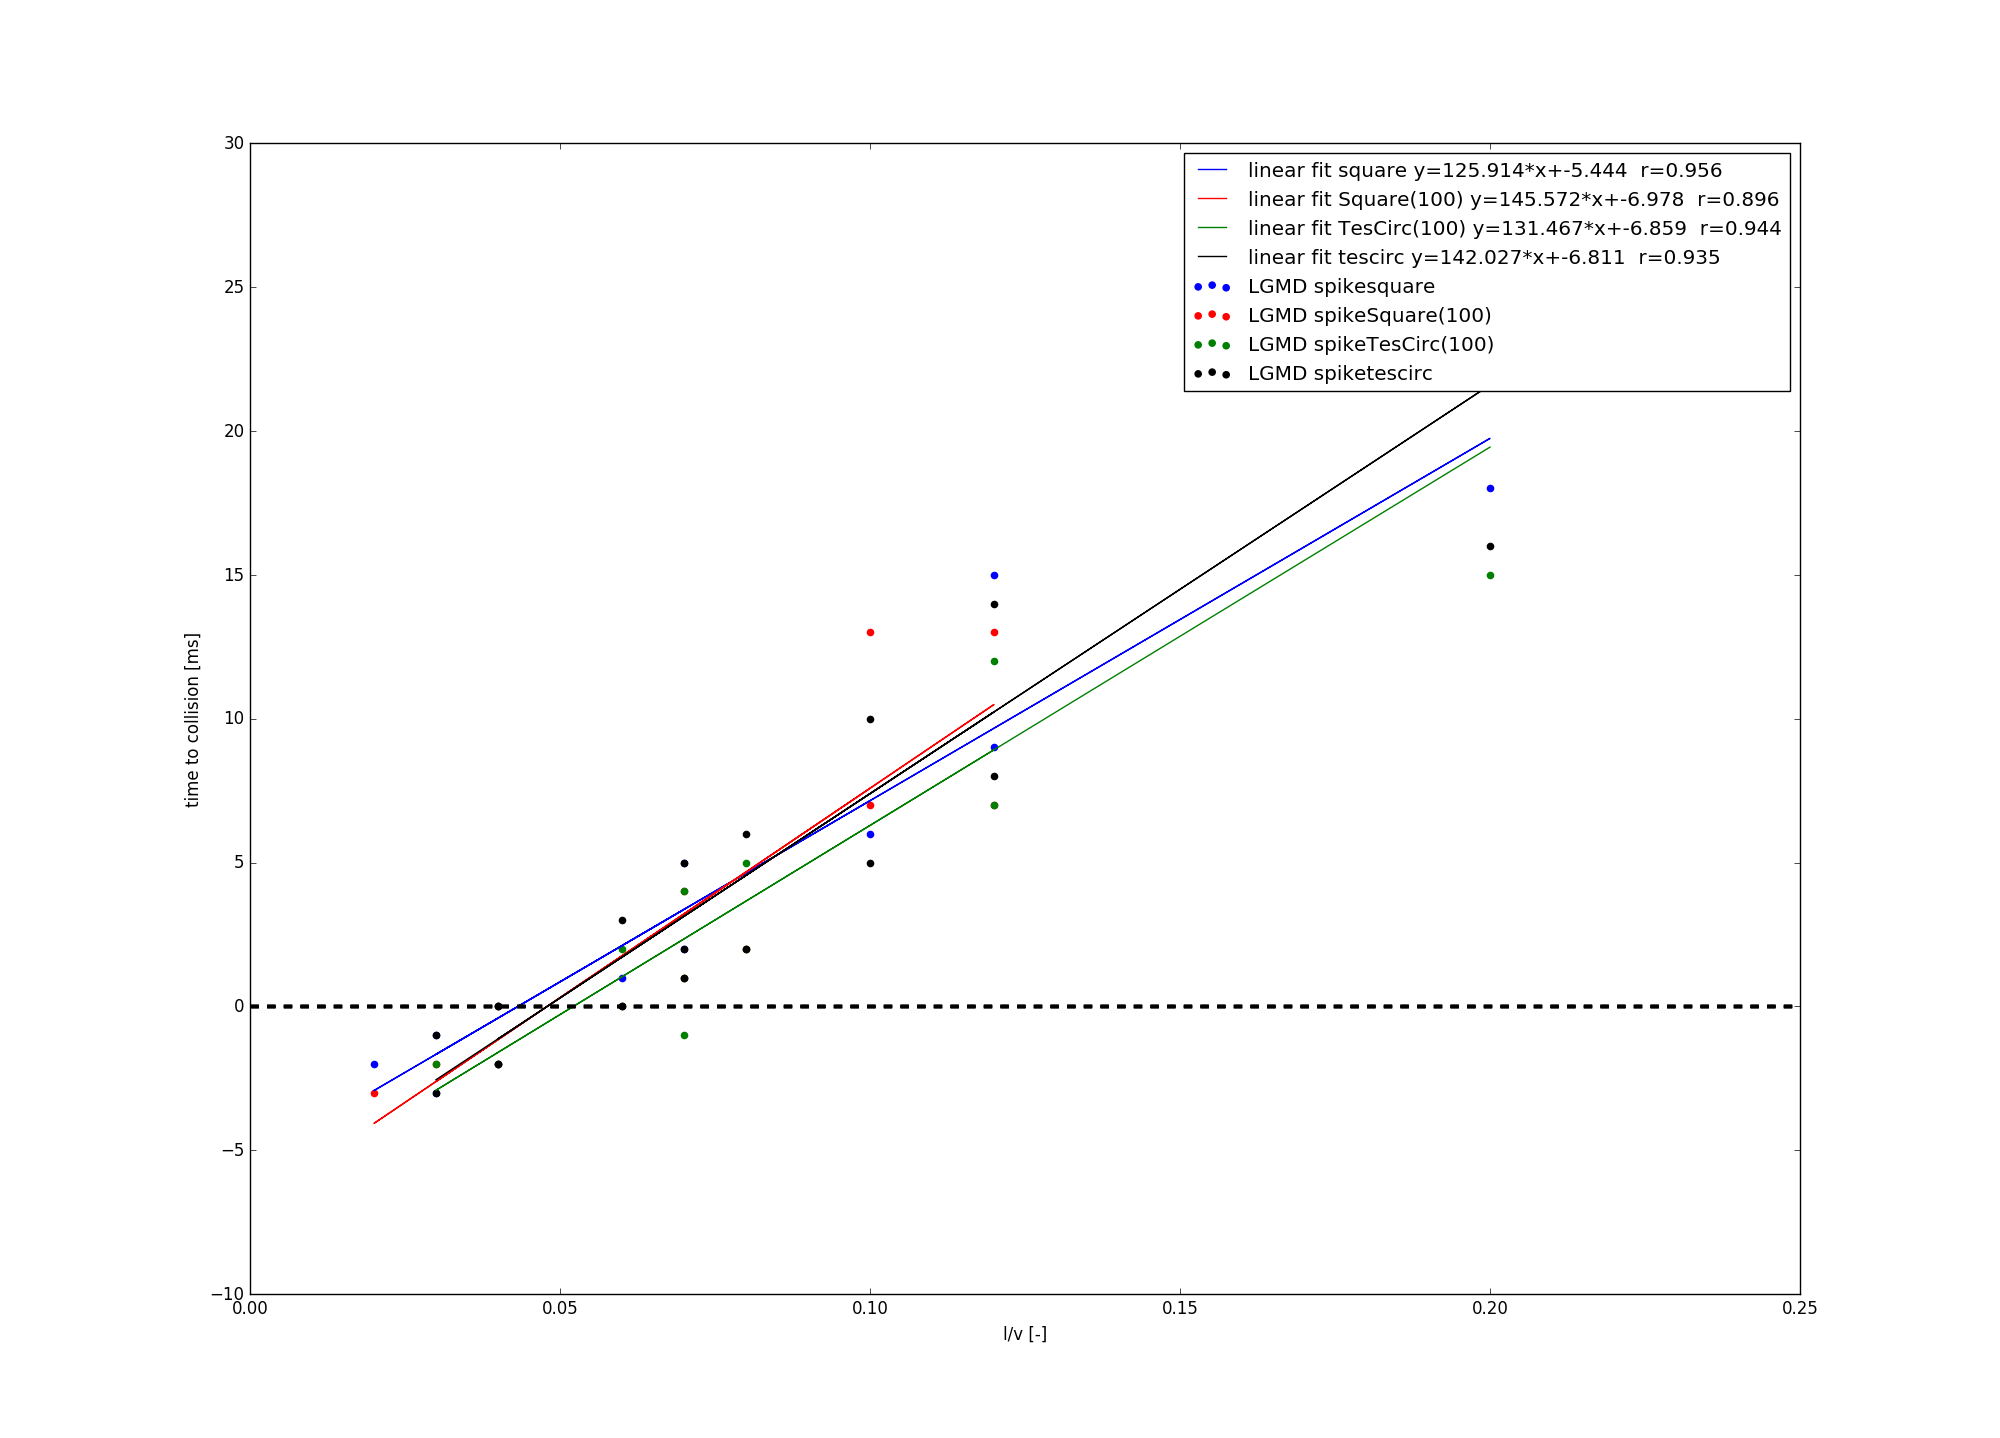 30
25
20
15
10
5
0
−5
−10
0.00 0.05 0.10 0.15 0.20 0.25
time to collision [ms]
l/v [-]
linear fit square y=125.914*x+-5.444 r=0.956
linear fit Square(100) y=145.572*x+-6.978 r=0.896
linear fit TesCirc(100) y=131.467*x+-6.859 r=0.944
linear fit tescirc y=142.027*x+-6.811 r=0.935
LGMD spikesquare
LGMD spikeSquare(100)
LGMD spikeTesCirc(100)
LGMD spiketescirc